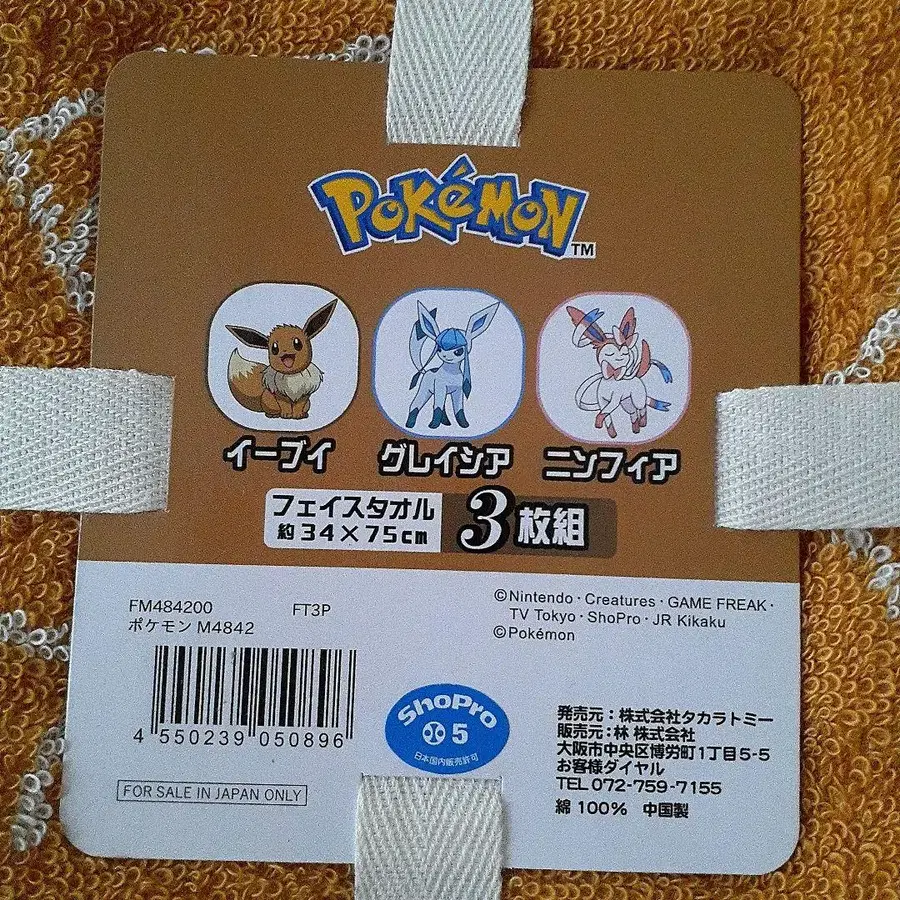 POKÉMON TM
イーブイ
グレイシア
ニンフィア
フェイスタオル
約34×75cm
3枚組
FM484200 FT3P
ポケモン M4842
4 550239 050896
FOR SALE IN JAPAN ONLY
©Nintendo・Creatures・GAME FREAK・
TV Tokyo・ShoPro・JR Kikaku
©Pokémon
ShoPro
5
日本国内販売許可
発売元：株式会社タカラトミー
販売元：林 株式会社
大阪市中央区博労町1丁目5-5
お客様ダイヤル
TEL 072-759-7155
綿 100% 中国製